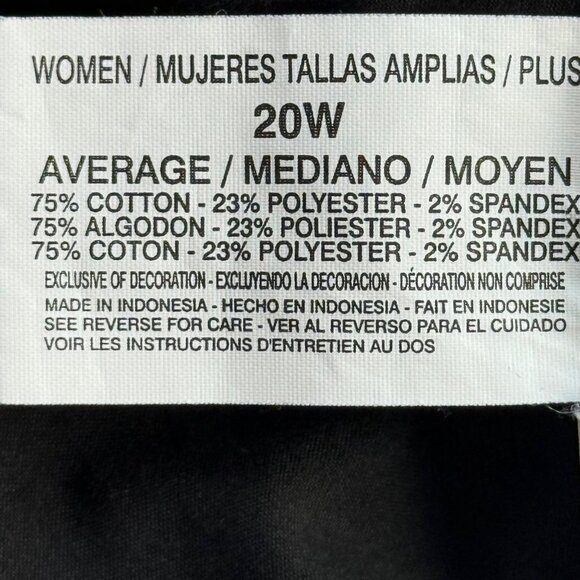 WOMEN / MUJERES TALLAS AMPLIAS / PLUS
20W
AVERAGE / MEDIANO / MOYEN
75% COTTON - 23% POLYESTER - 2% SPANDEX
75% ALGODON - 23% POLIESTER - 2% SPANDEX
75% COTON - 23% POLYESTER - 2% SPANDEX
EXCLUSIVE OF DECORATION - EXCLUYENDO LA DECORACION - DÉCORATION NON COMPRISE
MADE IN INDONESIA - HECHO EN INDONESIA - FAIT EN INDONESIE
SEE REVERSE FOR CARE - VER AL REVERSO PARA EL CUIDADO
VOIR LES INSTRUCTIONS D'ENTRETIEN AU DOS